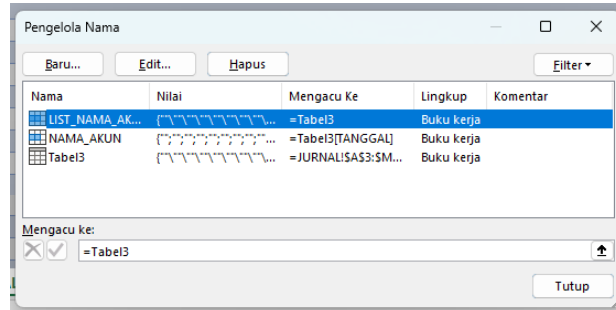 Pengelola Nama
Baru... Edit... Hapus Filter
Nama Nilai Mengacu Ke Lingkup Komentar
LIST_NAMA_AK... {""\""\""\""\""\""\""\""\... =Tabel3 Buku kerja
NAMA_AKUN {"";"";"";"";"";"";"";""... =Tabel3[TANGGAL] Buku kerja
Tabel3 {""\""\""\""\""\""\""\""\... =JURNAL!$A$3:$M... Buku kerja
Mengacu ke:
=Tabel3
Tutup